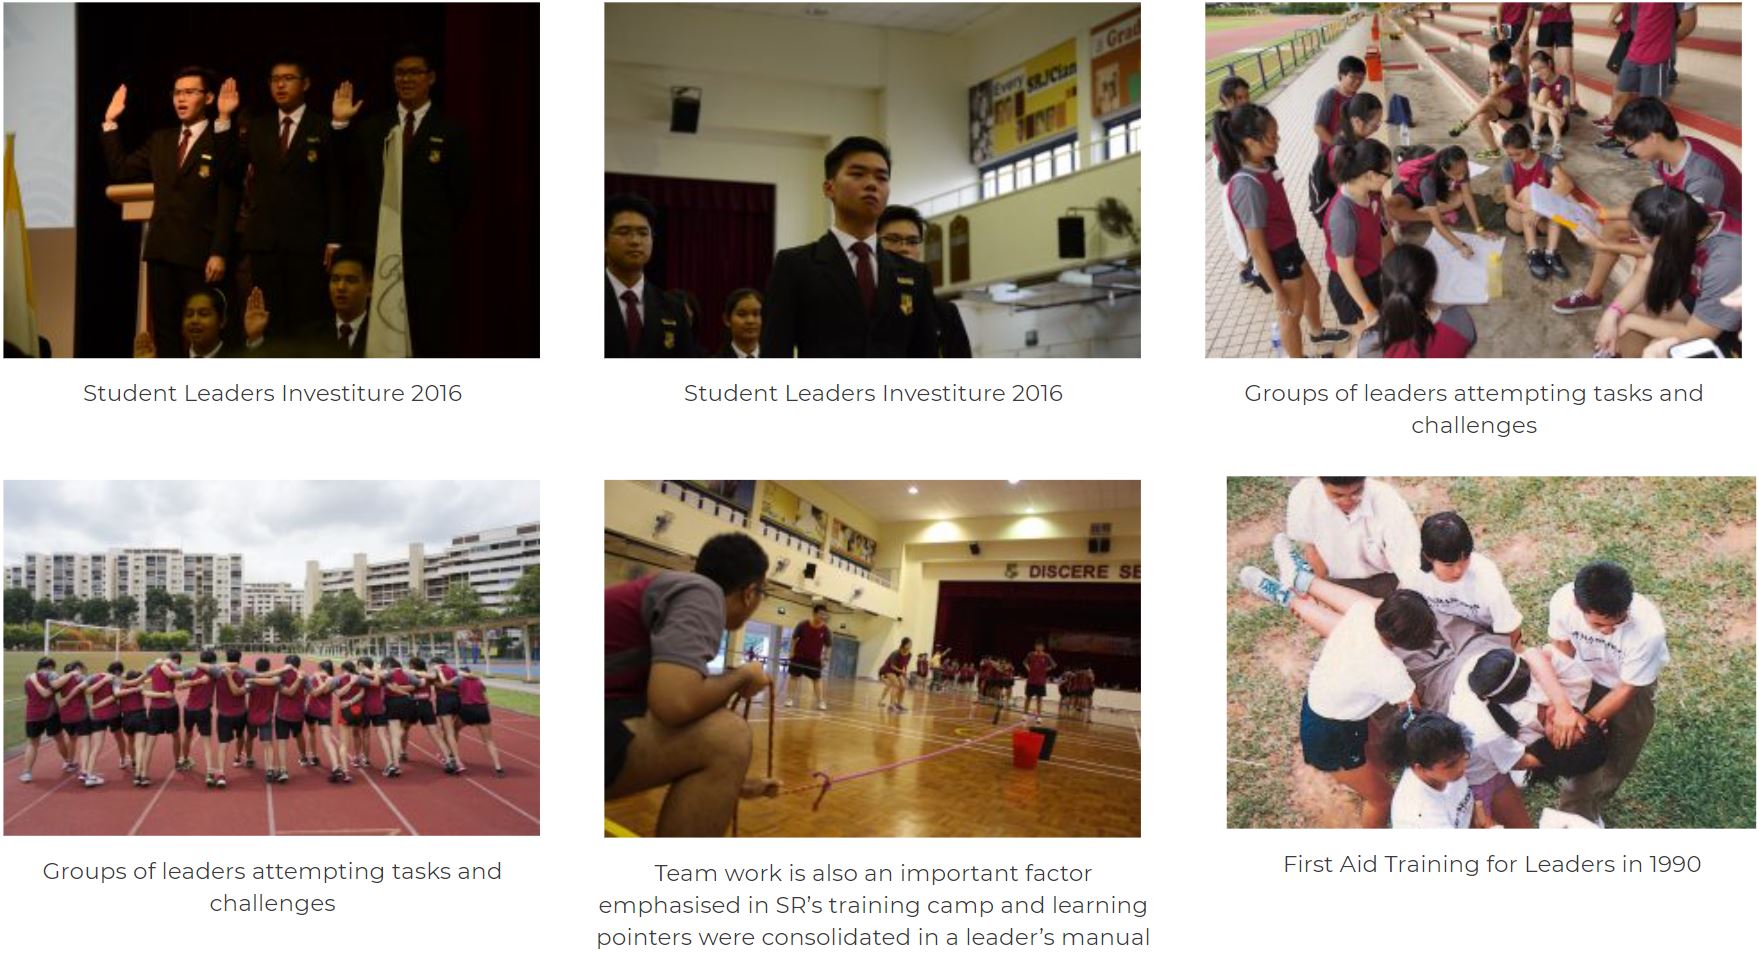 Every SRJCian
a Grad
Student Leaders Investiture 2016
Student Leaders Investiture 2016
Groups of leaders attempting tasks and
challenges
DISCERE SE
Groups of leaders attempting tasks and
challenges
Team work is also an important factor
emphasised in SR's training camp and learning
pointers were consolidated in a leader's manual
First Aid Training for Leaders in 1990